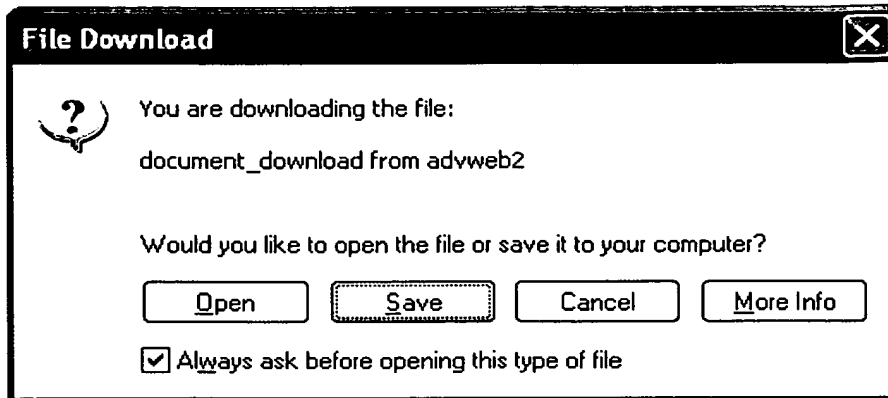 File Download
You are downloading the file:
document_download from advweb2
Would you like to open the file or save it to your computer?
Open Save Cancel More Info
Always ask before opening this type of file